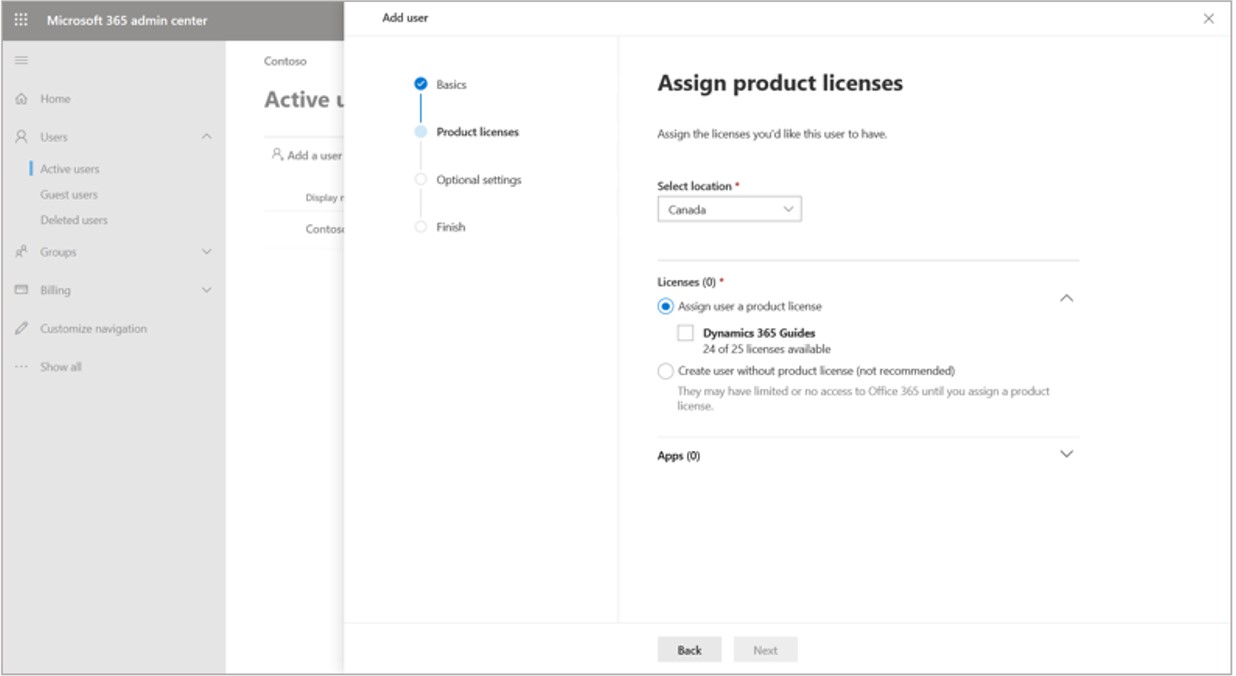 Microsoft 365 admin center
Home
Users
Active users
Guest users
Deleted users
Groups
Billing
Customize navigation
Show all
Contoso
Active u
Add a user
Display n
Contoso
Add user
Basics
Product licenses
Optional settings
Finish
Assign product licenses
Assign the licenses you'd like this user to have.
Select location *
Canada
Licenses (0) *
Assign user a product license
Dynamics 365 Guides
24 of 25 licenses available
Create user without product license (not recommended)
They may have limited or no access to Office 365 until you assign a product
license.
Apps (0)
Back
Next